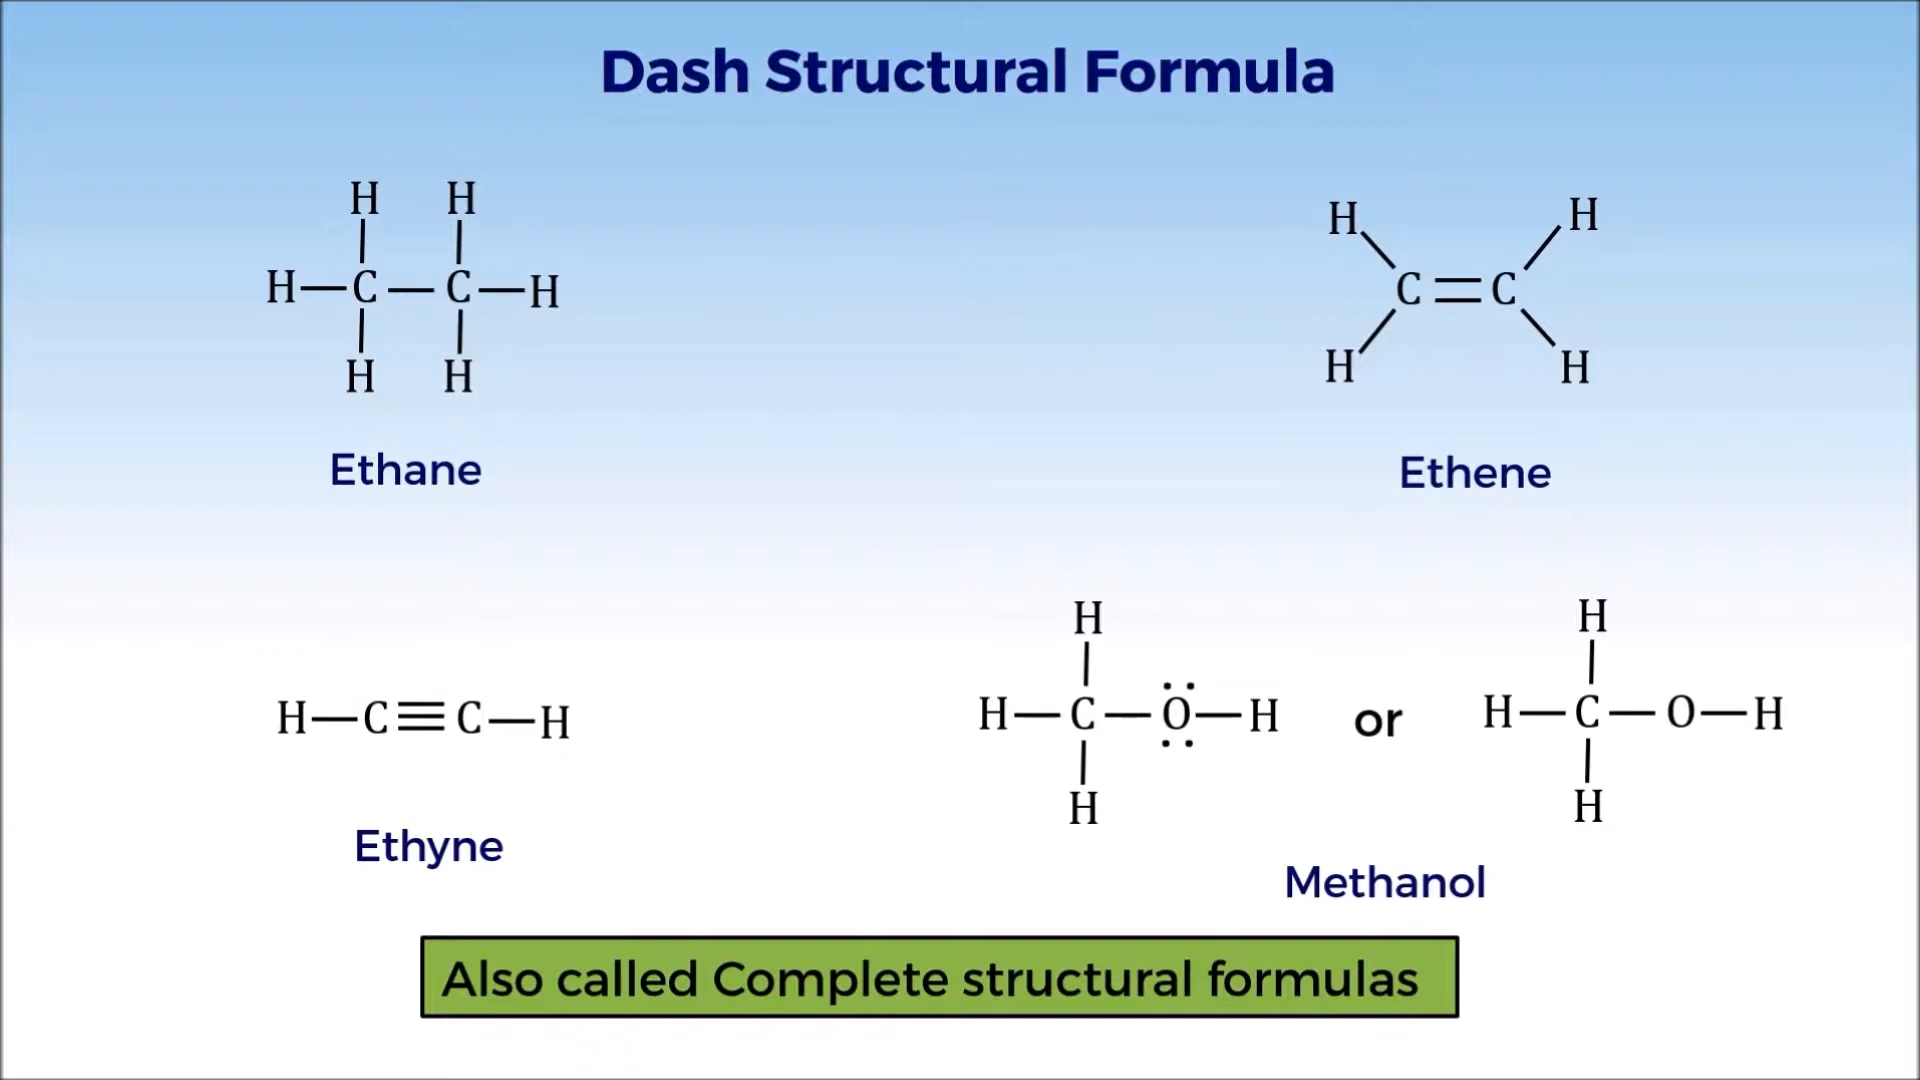 Dash Structural Formula
H H
H—C—C—H
H H
Ethane
H H
C=C
H H
Ethene
H—C≡C—H
Ethyne
H
H—C—Ö—H
H
or
H
H—C—O—H
H
Methanol
Also called Complete structural formulas